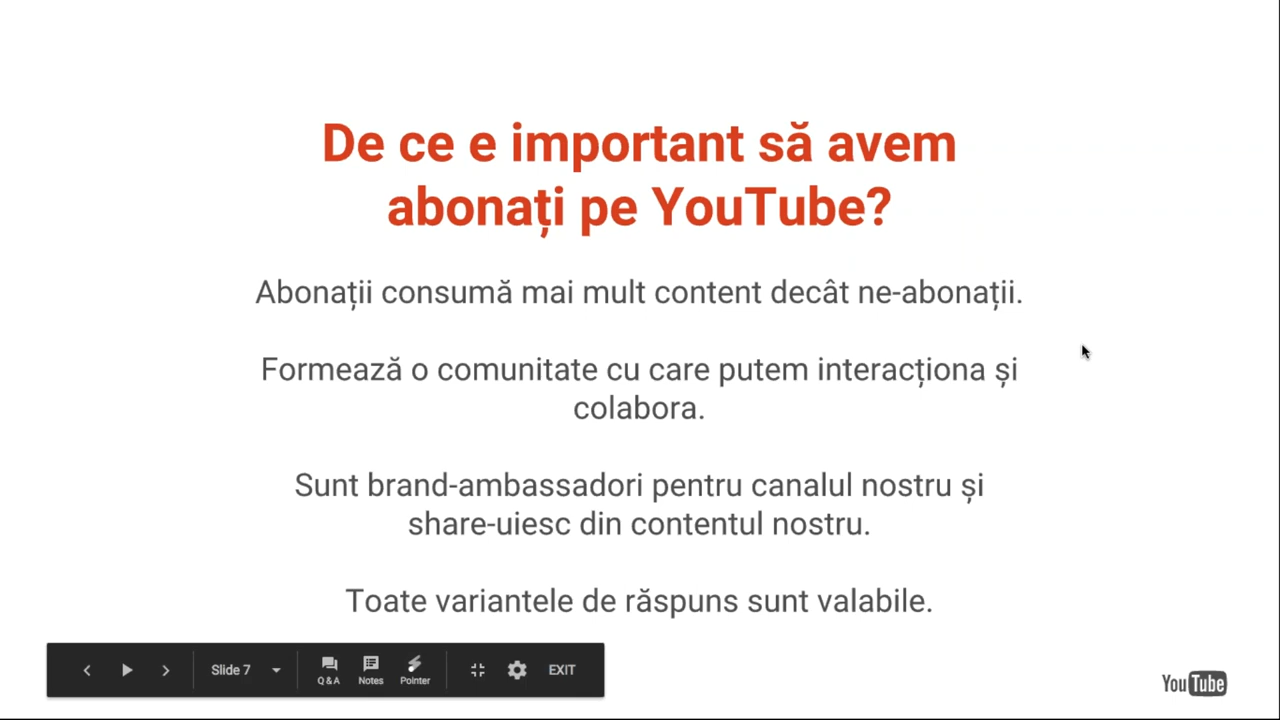 De ce e important să avem
abonați pe YouTube?
Abonații consumă mai mult content decât ne-abonații.
Formează o comunitate cu care putem interacționa și
colabora.
Sunt brand-ambassadori pentru canalul nostru și
share-uiesc din contentul nostru.
Toate variantele de răspuns sunt valabile.
Slide 7
Q & A
Notes
Pointer
EXIT
YouTube